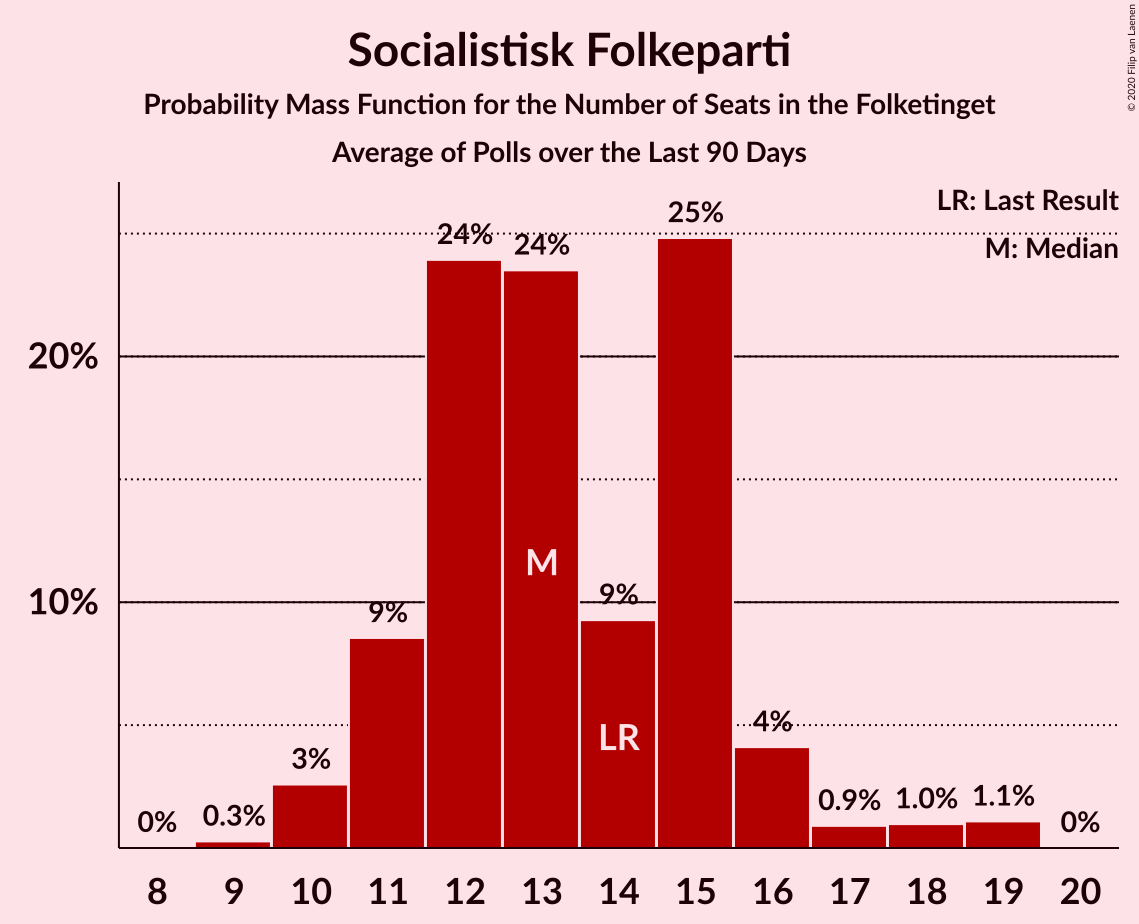 Socialistisk Folkeparti
Probability Mass Function for the Number of Seats in the Folketinget
Average of Polls over the Last 90 Days
© 2020 Filip van Laenen
LR: Last Result
M: Median
20%
10%
0%
0.3%
3%
9%
24%
24%
9%
25%
4%
0.9%
1.0%
1.1%
0%
M
LR
8 9 10 11 12 13 14 15 16 17 18 19 20